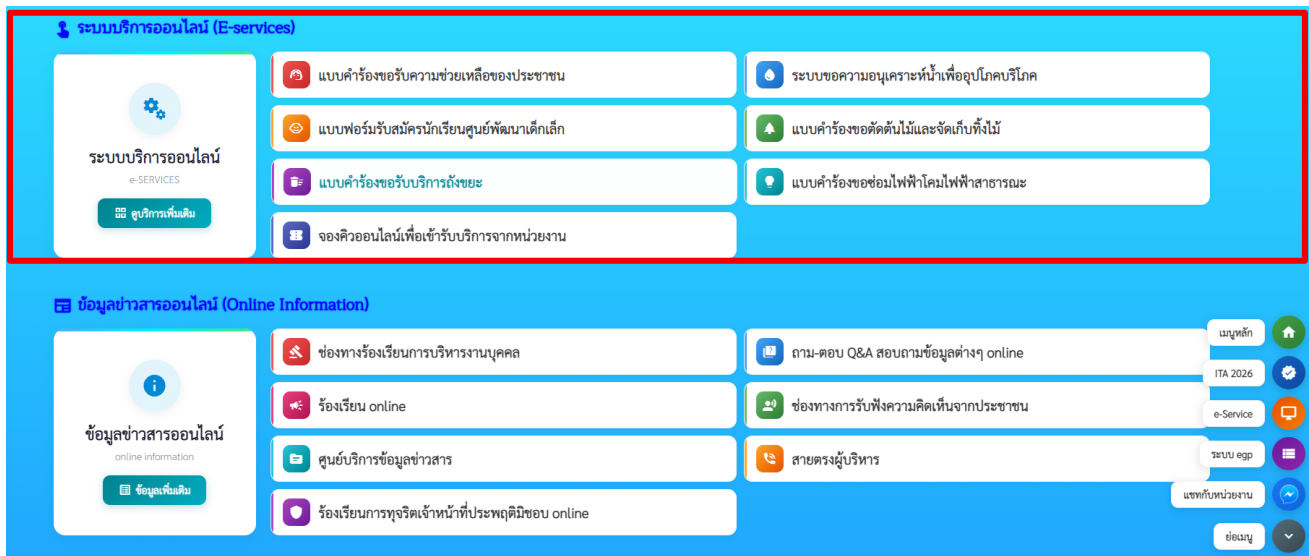 ระบบบริการออนไลน์ (E-services)
ระบบบริการออนไลน์
e-SERVICES
ดูบริการเพิ่มเติม
แบบคำร้องขอรับความช่วยเหลือของประชาชน
ระบบขอความอนุเคราะห์น้ำเพื่ออุปโภคบริโภค
แบบฟอร์มรับสมัครนักเรียนศูนย์พัฒนาเด็กเล็ก
แบบคำร้องขอตัดต้นไม้และจัดเก็บทิ้งไม้
แบบคำร้องขอรับบริการถังขยะ
แบบคำร้องขอซ่อมไฟฟ้าโคมไฟฟ้าสาธารณะ
จองคิวออนไลน์เพื่อเข้ารับบริการจากหน่วยงาน
ข้อมูลข่าวสารออนไลน์ (Online Information)
ข้อมูลข่าวสารออนไลน์
online information
ข้อมูลเพิ่มเติม
ช่องทางร้องเรียนการบริหารงานบุคคล
ถาม-ตอบ Q&A สอบถามข้อมูลต่างๆ online
ร้องเรียน online
ช่องทางการรับฟังความคิดเห็นจากประชาชน
ศูนย์บริการข้อมูลข่าวสาร
สายตรงผู้บริหาร
ร้องเรียนการทุจริตเจ้าหน้าที่ประพฤติมิชอบ online
เมนูหลัก
ITA 2026
e-Service
ระบบ egp
แชทกับหน่วยงาน
ย่อเมนู